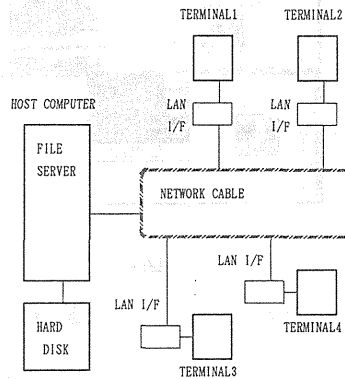 TERMINAL1
TERMINAL2
LAN
I/F
LAN
I/F
HOST COMPUTER
FILE
SERVER
NETWORK CABLE
LAN I/F
LAN I/F
HARD
DISK
TERMINAL4
TERMINAL3